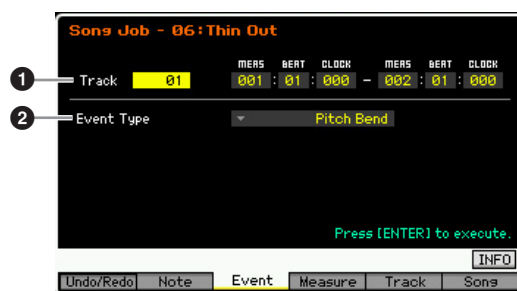 Song Job - 06:Thin Out
MEAS BEAT CLOCK MEAS BEAT CLOCK
1 Track 01 001 : 01 : 000 - 002 : 01 : 000
2 Event Type Pitch Bend
Press [ENTER] to execute.
INFO
Undo/Redo Note Event Measure Track Song